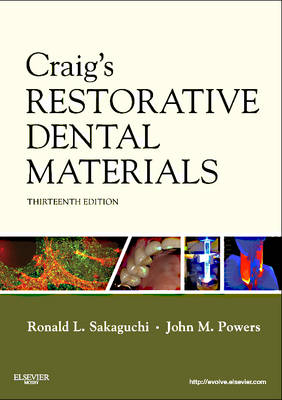 Craig's
RESTORATIVE
DENTAL
MATERIALS
THIRTEENTH EDITION
Ronald L. Sakaguchi • John M. Powers
ELSEVIER
MOSBY
http://evolve.elsevier.com